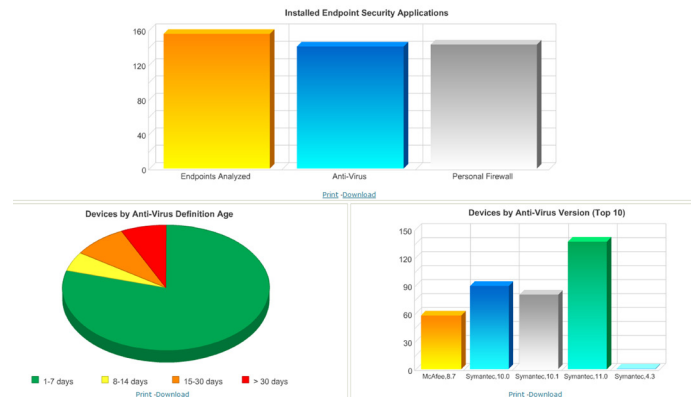 Installed Endpoint Security Applications
160
120
80
40
0
Endpoints Analyzed Anti-Virus Personal Firewall
Print -Download
Devices by Anti-Virus Definition Age
1-7 days 8-14 days 15-30 days > 30 days
Print -Download
Devices by Anti-Virus Version (Top 10)
150
120
90
60
30
0
McAfee,8.7 Symantec,10.0 Symantec,10.1 Symantec,11.0 Symantec,4.3
Print -Download